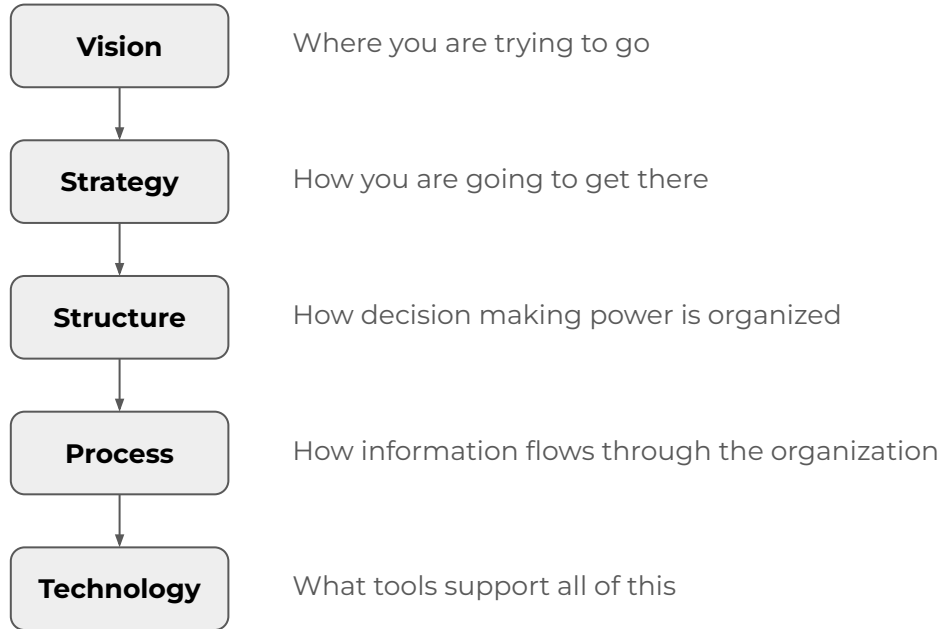 Vision
Where you are trying to go
Strategy
How you are going to get there
Structure
How decision making power is organized
Process
How information flows through the organization
Technology
What tools support all of this